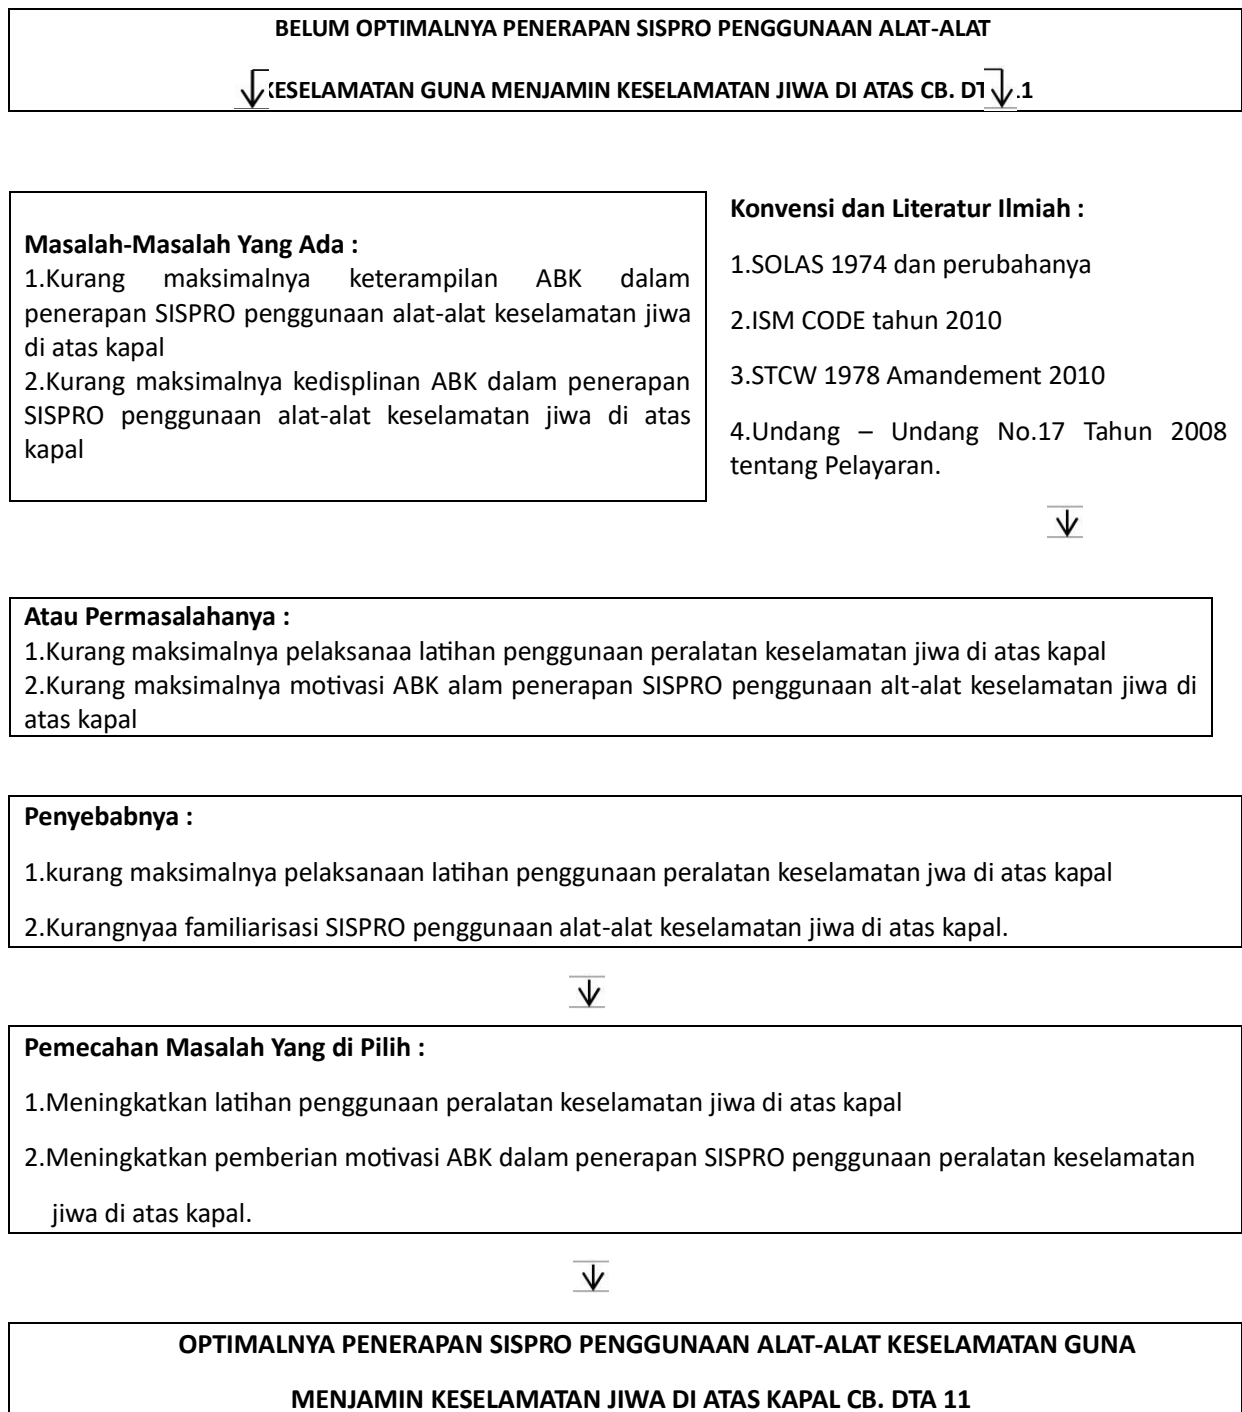 BELUM OPTIMALNYA PENERAPAN SISPRO PENGGUNAAN ALAT-ALAT
KESELAMATAN GUNA MENJAMIN KESELAMATAN JIWA DI ATAS CB. 11
Masalah-Masalah Yang Ada :
1.Kurang maksimalnya keterampilan ABK dalam
penerapan SISPRO penggunaan alat-alat keselamatan jiwa
di atas kapal
2.Kurang maksimalnya kedisplinan ABK dalam penerapan
SISPRO penggunaan alat-alat keselamatan jiwa di atas
kapal
Konvensi dan Literatur Ilmiah :
1.SOLAS 1974 dan perubahanya
2.ISM CODE tahun 2010
3.STCW 1978 Amandement 2010
4.Undang – Undang No.17 Tahun 2008
tentang Pelayaran.
Atau Permasalahanya :
1.Kurang maksimalnya pelaksanaa latihan penggunaan peralatan keselamatan jiwa di atas kapal
2.Kurang maksimalnya motivasi ABK alam penerapan SISPRO penggunaan alt-alat keselamatan jiwa di
atas kapal
Penyebabnya :
1.kurang maksimalnya pelaksanaan latihan penggunaan peralatan keselamatan jwa di atas kapal
2.Kurangnyaa familiarisasi SISPRO penggunaan alat-alat keselamatan jiwa di atas kapal.
Pemecahan Masalah Yang di Pilih :
1.Meningkatkan latihan penggunaan peralatan keselamatan jiwa di atas kapal
2.Meningkatkan pemberian motivasi ABK dalam penerapan SISPRO penggunaan peralatan keselamatan
jiwa di atas kapal.
OPTIMALNYA PENERAPAN SISPRO PENGGUNAAN ALAT-ALAT KESELAMATAN GUNA
MENJAMIN KESELAMATAN JIWA DI ATAS KAPAL CB. DTA 11